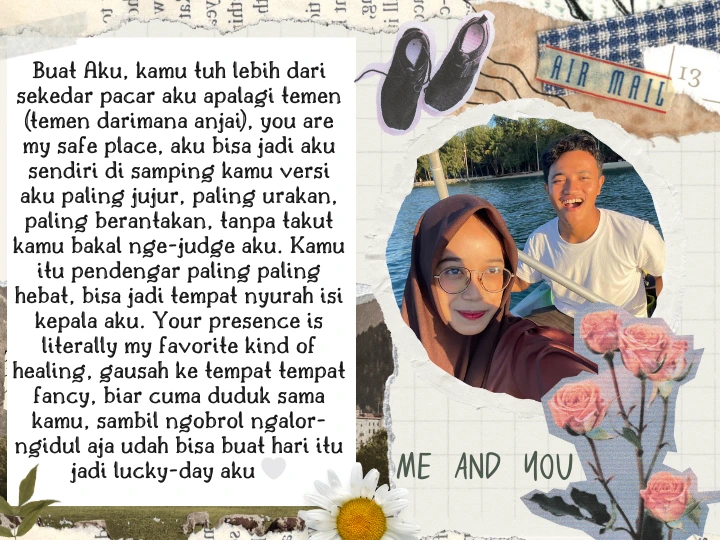 Buat Aku, kamu tuh lebih dari
sekedar pacar aku apalagi temen
(temen darimana anjai), you are
my safe place, aku bisa jadi aku
sendiri di samping kamu versi
aku paling jujur, paling urakan,
paling berantakan, tanpa takut
kamu bakal nge-judge aku. Kamu
itu pendengar paling paling
hebat, bisa jadi tempat nyurah isi
kepala aku. Your presence is
literally my favorite kind of
healing, gausah ke tempat tempat
fancy, biar cuma duduk sama
kamu, sambil ngobrol ngalor-
ngidul aja udah bisa buat hari itu
jadi lucky-day aku
AIR MAIL
13
ME AND YOU